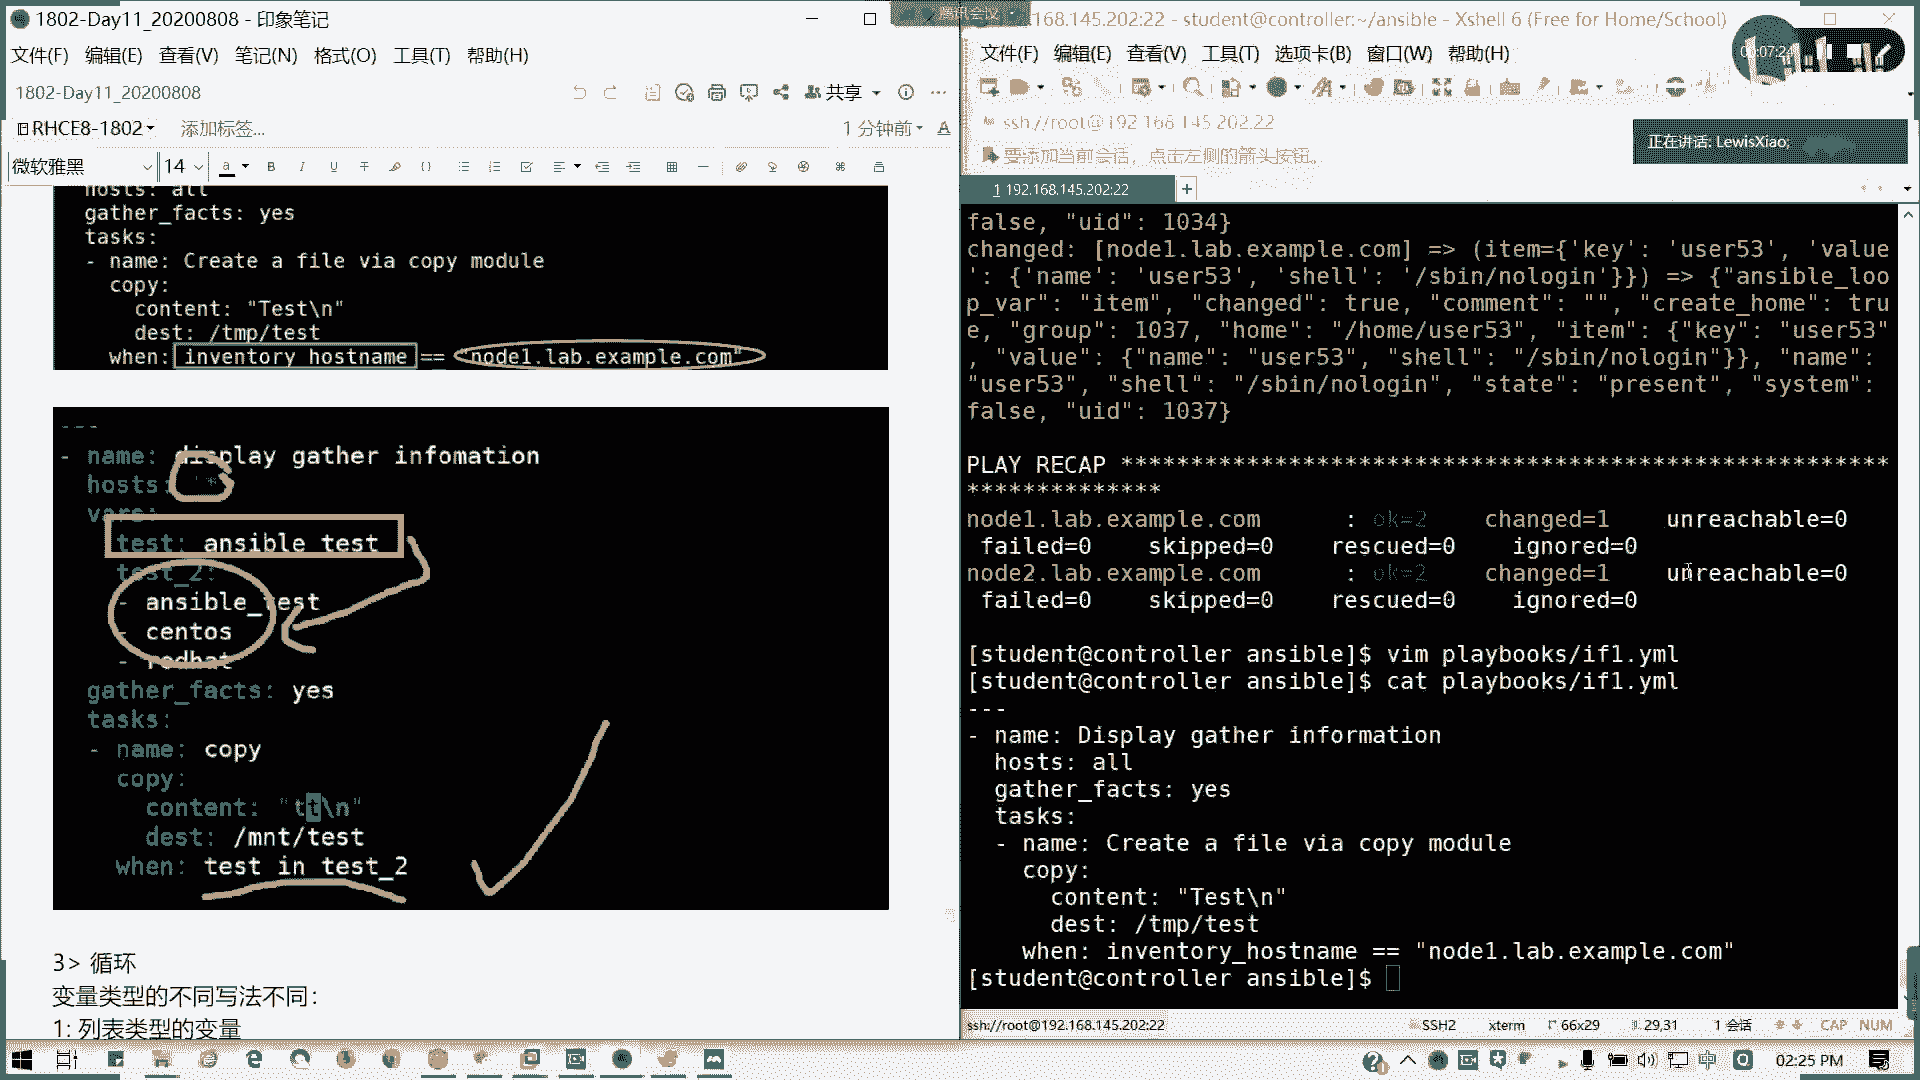 1802-Day11_20200808 - 印象笔记
文件(F) 编辑(E) 查看(V) 笔记(N) 格式(O) 工具(T) 帮助(H)
1802-Day11_20200808
共享
RHCE8-1802
添加标签...
1 分钟前
微软雅黑 14
hosts: all
gather_facts: yes
tasks:
- name: Create a file via copy module
copy:
content: "Test\n"
dest: /tmp/test
when: inventory_hostname == "node1.lab.example.com"
---
- name: display gather infomation
hosts: '*'
vars:
test: ansible_test
test_2:
- ansible_test
- centos
- redhat
gather_facts: yes
tasks:
- name: copy
copy:
content: "tt\n"
dest: /mnt/test
when: test in test_2
3> 循环
变量类型的不同写法不同：
1: 列表类型的变量
腾讯会议
168.145.202:22 - student@controller:~/ansible - Xshell 6 (Free for Home/School)
文件(F) 编辑(E) 查看(V) 工具(T) 选项卡(B) 窗口(W) 帮助(H)
00:07:24
ssh://root@192.168.145.202:22
要添加当前会话，点击左侧的箭头按钮。
正在讲话: LewisXiao;
1 192.168.145.202:22
false, "uid": 1034}
changed: [node1.lab.example.com] => (item={'key': 'user53', 'value
': {'name': 'user53', 'shell': '/sbin/nologin'}}) => {"ansible_loo
p_var": "item", "changed": true, "comment": "", "create_home": tru
e, "group": 1037, "home": "/home/user53", "item": {"key": "user53"
, "value": {"name": "user53", "shell": "/sbin/nologin"}}, "name":
"user53", "shell": "/sbin/nologin", "state": "present", "system":
false, "uid": 1037}
PLAY RECAP *********************************************************
**************
node1.lab.example.com : ok=2 changed=1 unreachable=0
failed=0 skipped=0 rescued=0 ignored=0
node2.lab.example.com : ok=2 changed=1 unreachable=0
failed=0 skipped=0 rescued=0 ignored=0
[student@controller ansible]$ vim playbooks/if1.yml
[student@controller ansible]$ cat playbooks/if1.yml
---
- name: Display gather information
hosts: all
gather_facts: yes
tasks:
- name: Create a file via copy module
copy:
content: "Test\n"
dest: /tmp/test
when: inventory_hostname == "node1.lab.example.com"
[student@controller ansible]$
ssh://root@192.168.145.202:22 SSH2 xterm 66x29 29,31 1 会话 CAP NUM
中 02:25 PM